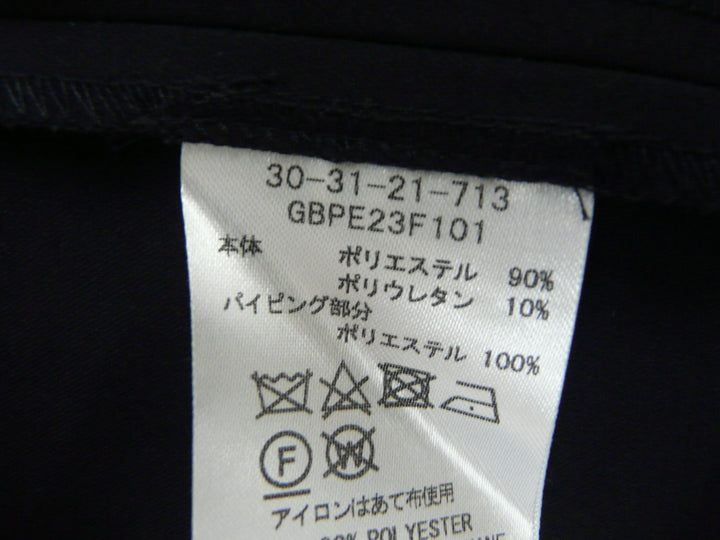 30-31-21-713
GBPE23F101
本体 ポリエステル 90%
ポリウレタン 10%
パイピング部分
ポリエステル 100%
F W
アイロンはあて布使用
POLYESTER